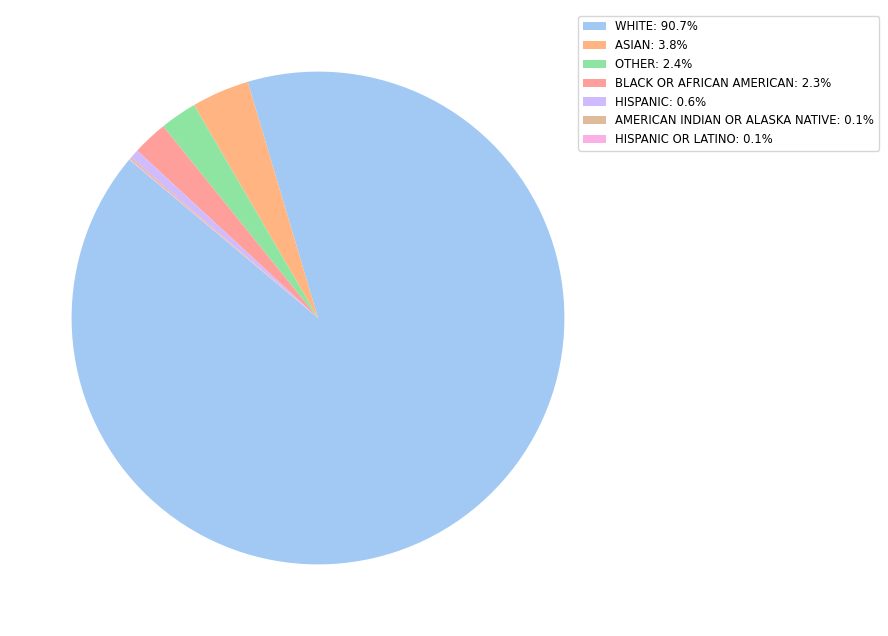 WHITE: 90.7%
ASIAN: 3.8%
OTHER: 2.4%
BLACK OR AFRICAN AMERICAN: 2.3%
HISPANIC: 0.6%
AMERICAN INDIAN OR ALASKA NATIVE: 0.1%
HISPANIC OR LATINO: 0.1%